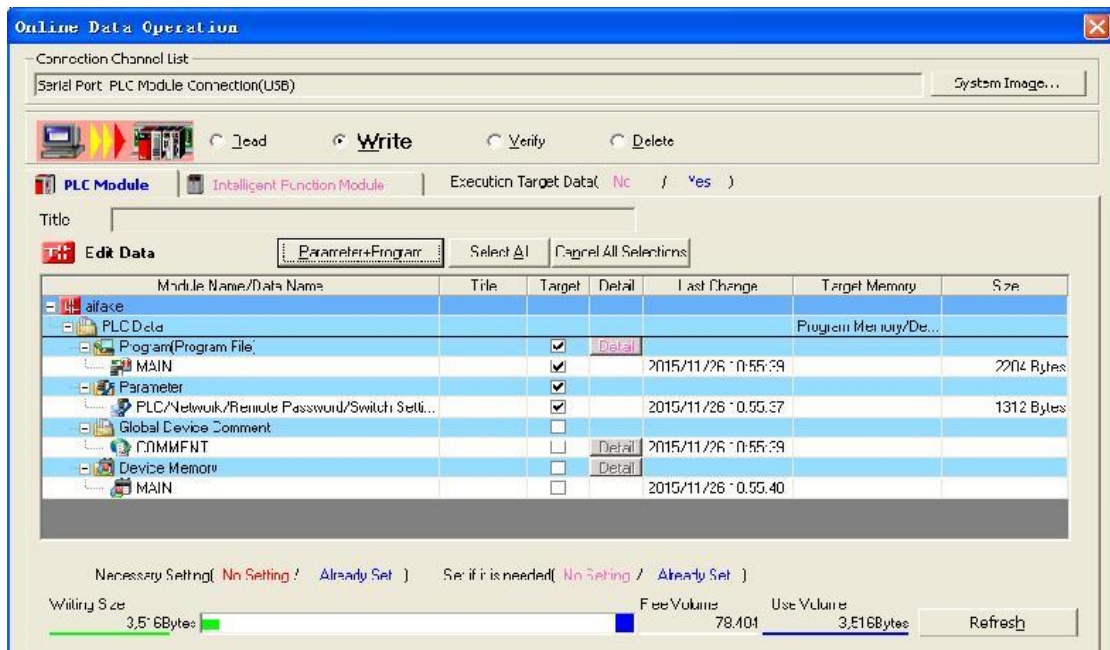 Online Data Operation
Connection Channel List
Serial Port PLC Module Connection(USB)
System Image...
Read Write Verify Delete
PLC Module Intelligent Function Module Execution Target Data( No / Yes )
Title
Edit Data Parameter+Program Select All Cancel All Selections
Module Name/Data Name Title Target Detail Last Change Target Memory Size
aifake
PLC Data Program Memory/De...
Program(Program File) Detail
MAIN 2015/11/26 10:55:39 2204 Bytes
Parameter
PLC/Network/Remote Password/Switch Setti... 2015/11/26 10:55:37 1312 Bytes
Global Device Comment
COMMENT Detail 2015/11/26 10:55:39
Device Memory Detail
MAIN 2015/11/26 10:55:40
Necessary Setting( No Setting / Already Set ) Set if it is needed( No Setting / Already Set )
Writing Size Free Volume Use Volume
3,516Bytes 78,404 3,516Bytes Refresh